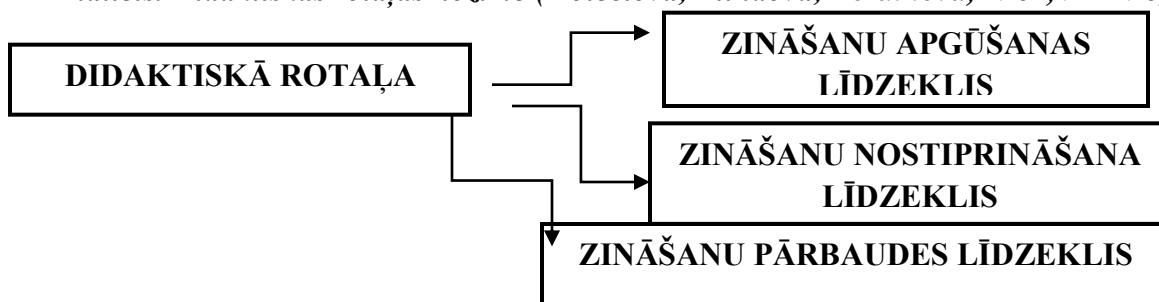 DIDAKTISKĀ ROTAĻA
ZINĀŠANU APGŪŠANAS
LĪDZEKLIS
ZINĀŠANU NOSTIPRINĀŠANA
LĪDZEKLIS
ZINĀŠANU PĀRBAUDES LĪDZEKLIS